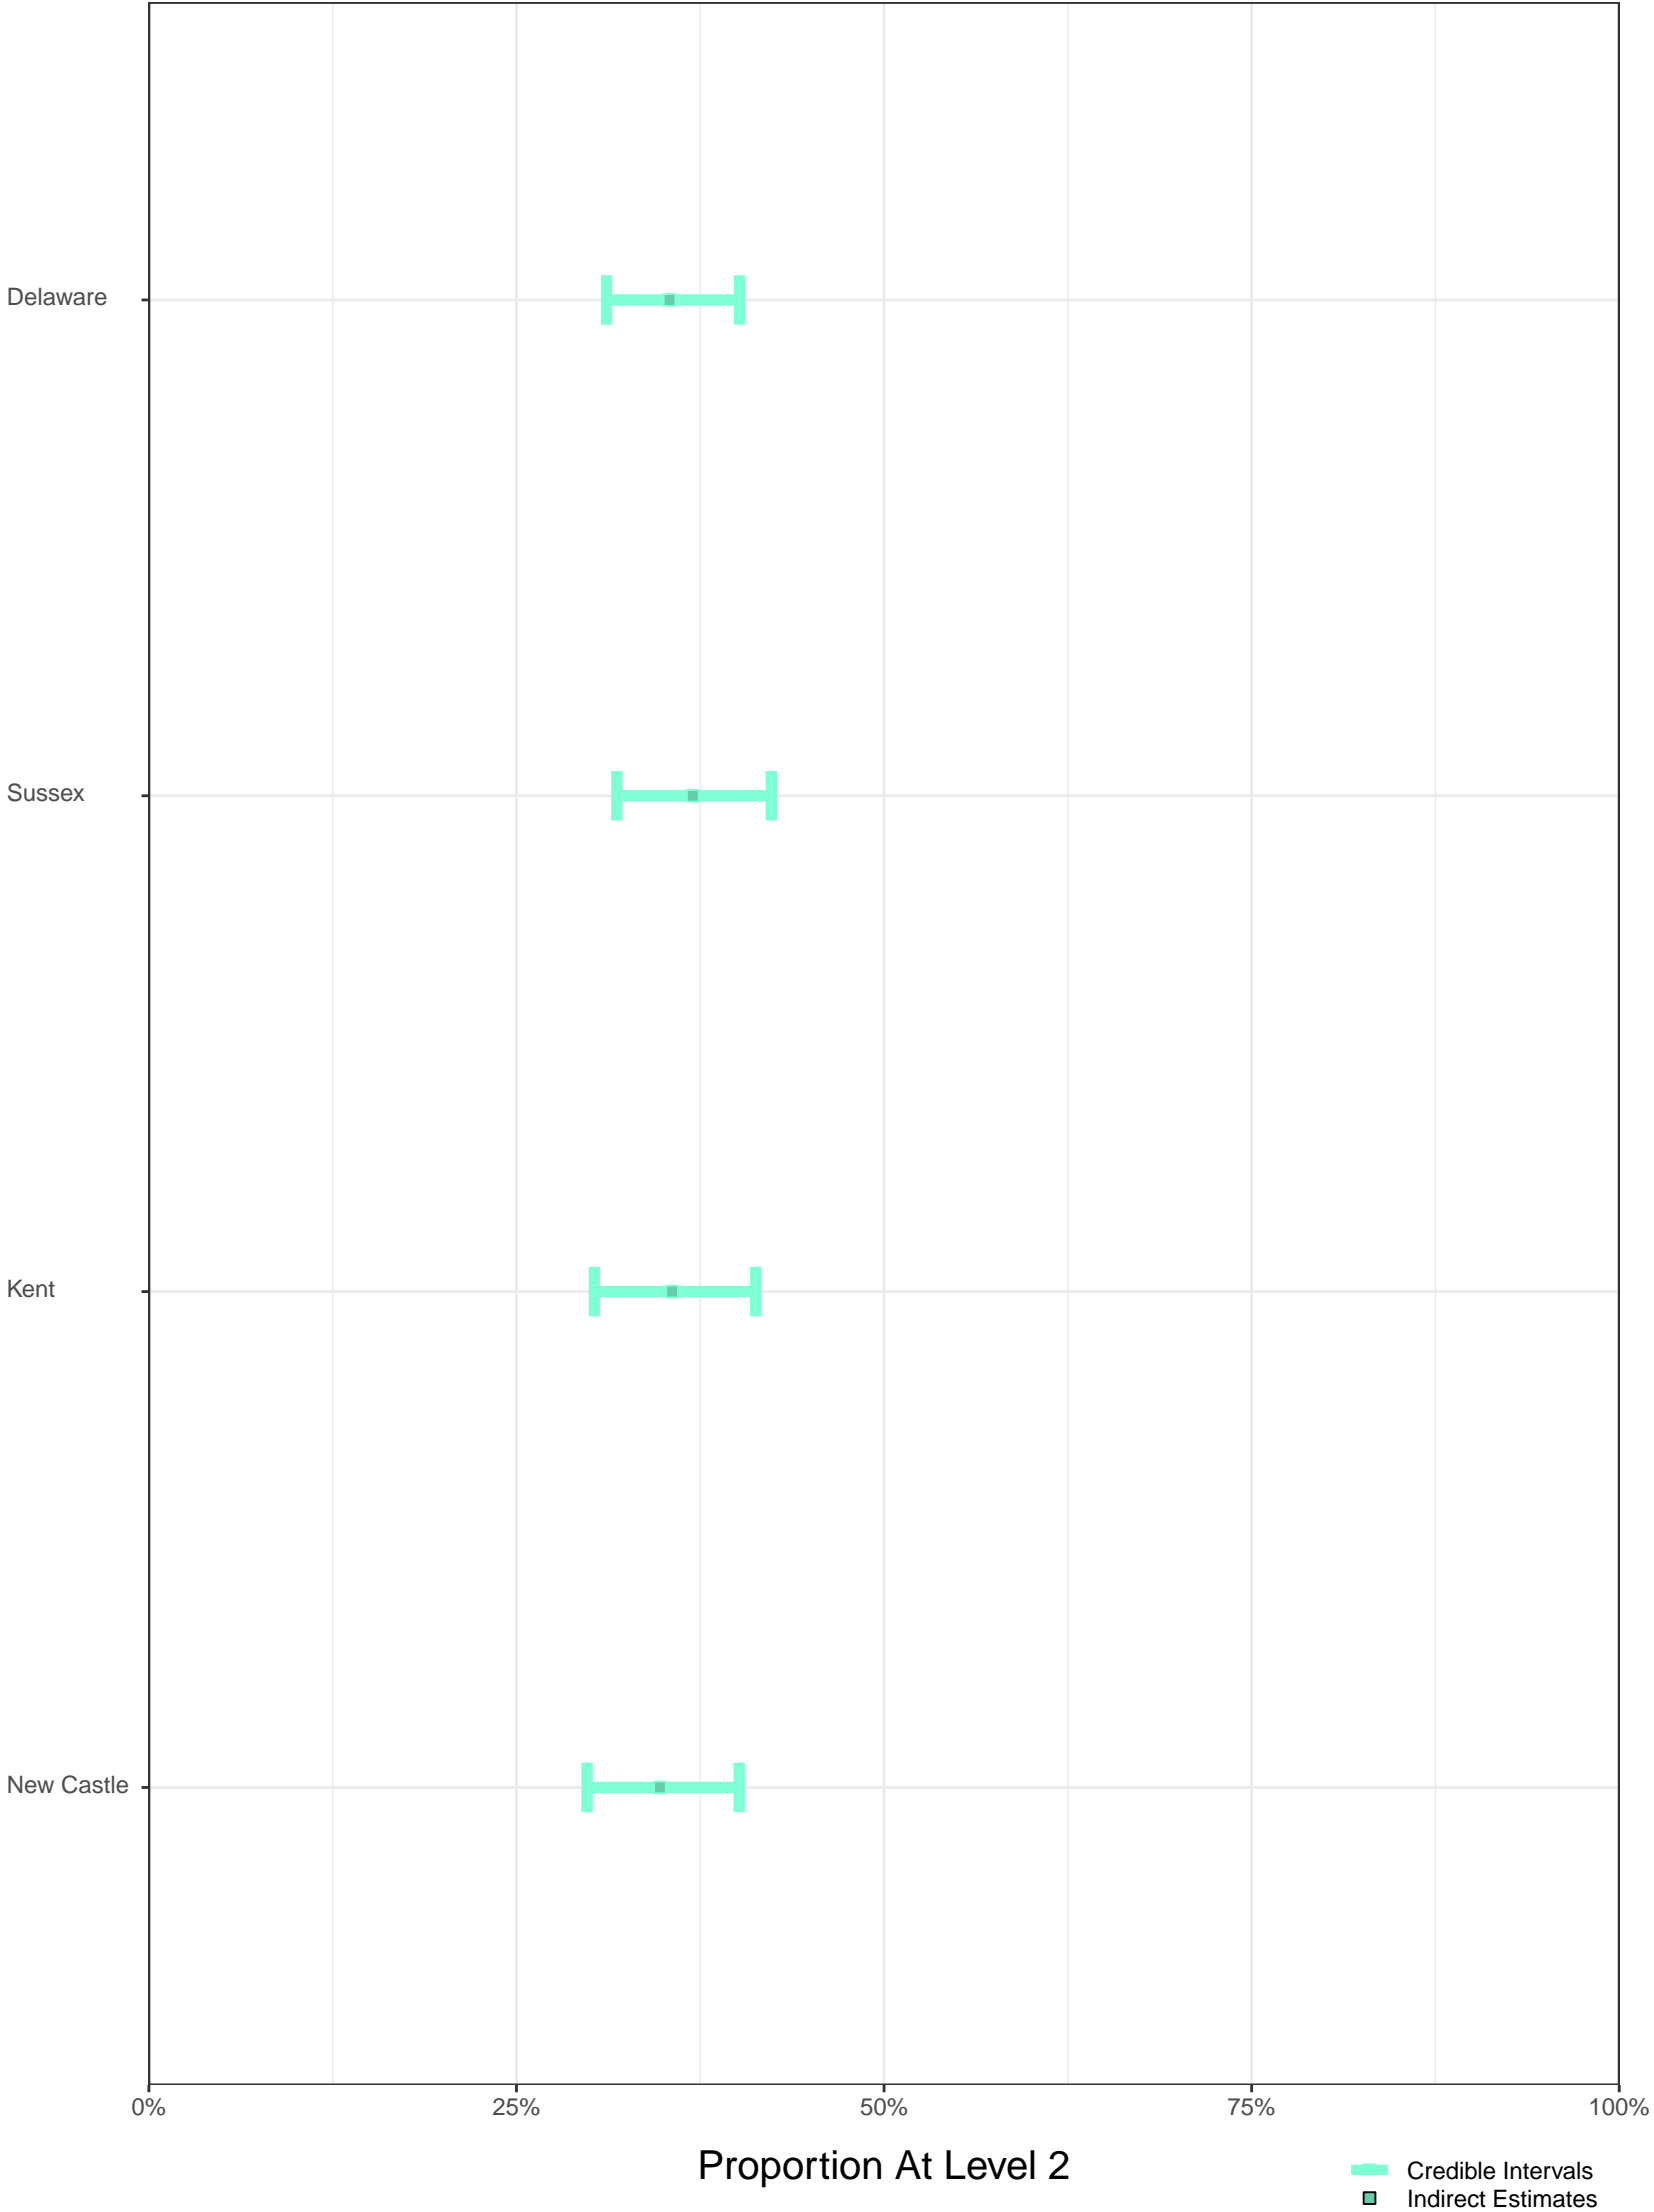 Delaware
Sussex
Kent
New Castle
0% 25% 50% 75% 100%
Proportion At Level 2
Credible Intervals
Indirect Estimates